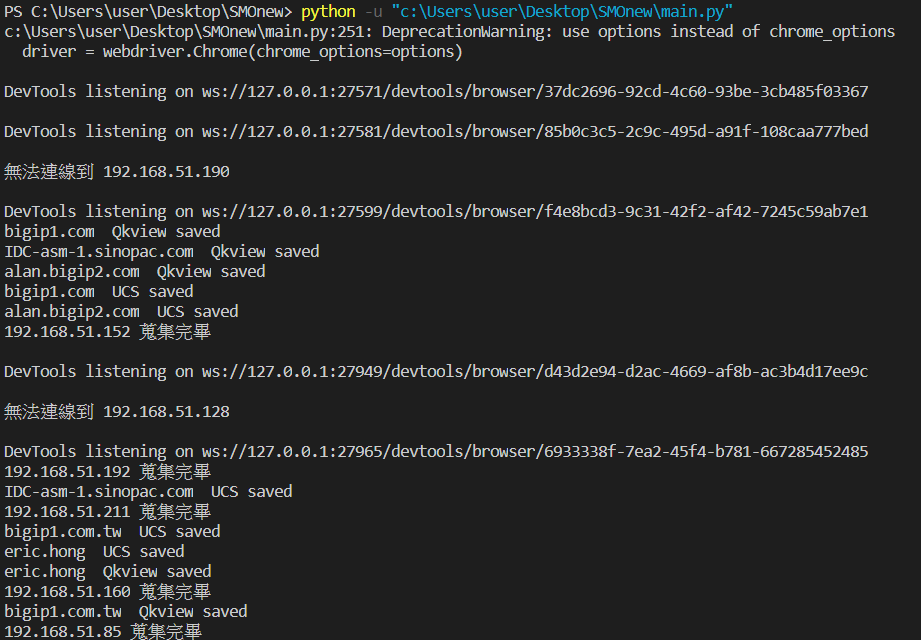 PS C:\Users\user\Desktop\SMOnew> python -u "c:\Users\user\Desktop\SMOnew\main.py"
c:\Users\user\Desktop\SMOnew\main.py:251: DeprecationWarning: use options instead of chrome_options
driver = webdriver.Chrome(chrome_options=options)
DevTools listening on ws://127.0.0.1:27571/devtools/browser/37dc2696-92cd-4c60-93be-3cb485f03367
DevTools listening on ws://127.0.0.1:27581/devtools/browser/85b0c3c5-2c9c-495d-a91f-108caa777bed
無法連線到 192.168.51.190
DevTools listening on ws://127.0.0.1:27599/devtools/browser/f4e8bcd3-9c31-42f2-af42-7245c59ab7e1
bigip1.com  Qkview saved
IDC-asm-1.sinopac.com  Qkview saved
alan.bigip2.com  Qkview saved
bigip1.com  UCS saved
alan.bigip2.com  UCS saved
192.168.51.152 蒐集完畢
DevTools listening on ws://127.0.0.1:27949/devtools/browser/d43d2e94-d2ac-4669-af8b-ac3b4d17ee9c
無法連線到 192.168.51.128
DevTools listening on ws://127.0.0.1:27965/devtools/browser/6933338f-7ea2-45f4-b781-667285452485
192.168.51.192 蒐集完畢
IDC-asm-1.sinopac.com  UCS saved
192.168.51.211 蒐集完畢
bigip1.com.tw  UCS saved
eric.hong  UCS saved
eric.hong  Qkview saved
192.168.51.160 蒐集完畢
bigip1.com.tw  Qkview saved
192.168.51.85 蒐集完畢